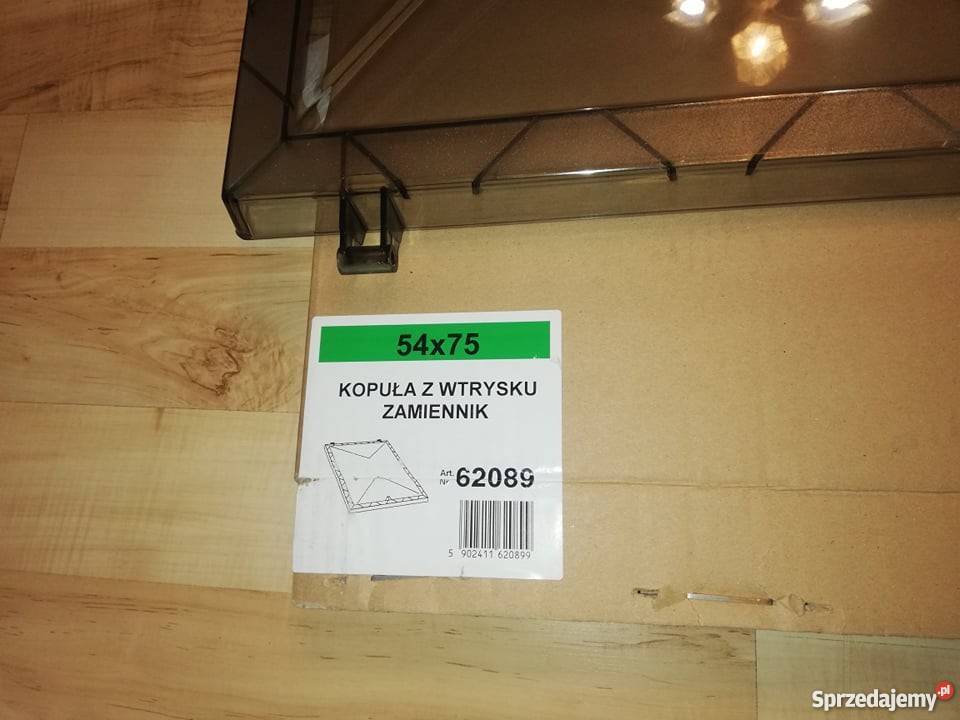 54x75
KOPUŁA Z WTRYSKU
ZAMIENNIK
Art.
Nr 62089
5 902411 620899
Sprzedajemy.pl